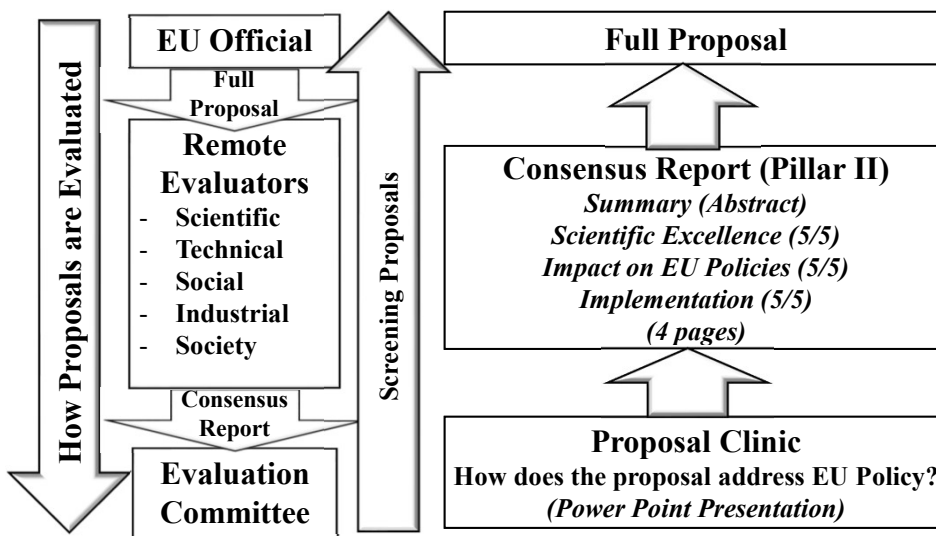 How Proposals are Evaluated
EU Official
Full
Proposal
Remote
Evaluators
- Scientific
- Technical
- Social
- Industrial
- Society
Consensus
Report
Evaluation
Committee
Screening Proposals
Full Proposal
Consensus Report (Pillar II)
Summary (Abstract)
Scientific Excellence (5/5)
Impact on EU Policies (5/5)
Implementation (5/5)
(4 pages)
Proposal Clinic
How does the proposal address EU Policy?
(Power Point Presentation)